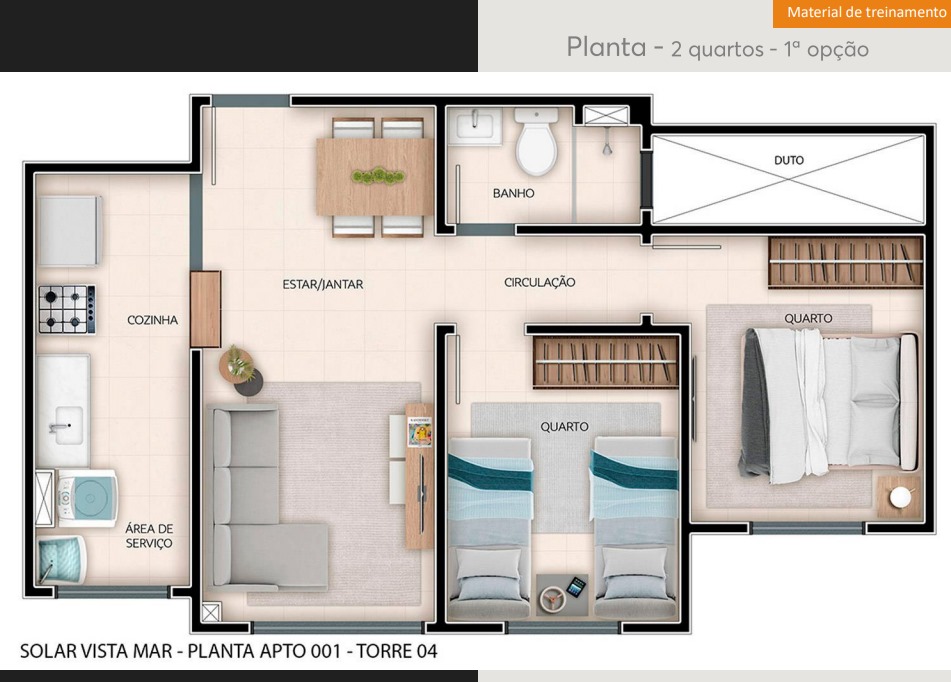 Material de treinamento
Planta - 2 quartos - 1ª opção
DUTO
BANHO
ESTAR/JANTAR
CIRCULAÇÃO
COZINHA
QUARTO
QUARTO
ÁREA DE
SERVIÇO
SOLAR VISTA MAR - PLANTA APTO 001 - TORRE 04